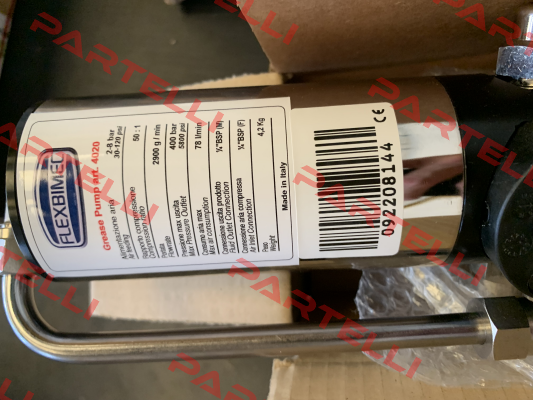 FLEXBIMEC
Grease Pump art. 4020
Alimentazione aria 2-8 bar
Air feeding 30-120 psi
Rapporto compressione 50 : 1
Compression ratio
Portata 2900 g / min
Flowrate
Pressione max uscita 400 bar
Max Pressure Outlet 5800 psi
Consumo aria max 78 l/min
Max air consumption
Connessione uscita prodotto ¼"BSP (M)
Fluid Outlet Connection
Connessione aria compressa ¼"BSP (F)
Air Inlet Connection
Peso 4,2 Kg
Weight
Made in Italy
092208144
CE
PARTELLI
PARTELLI
PARTELLI
PARTELLI
PARTELLI